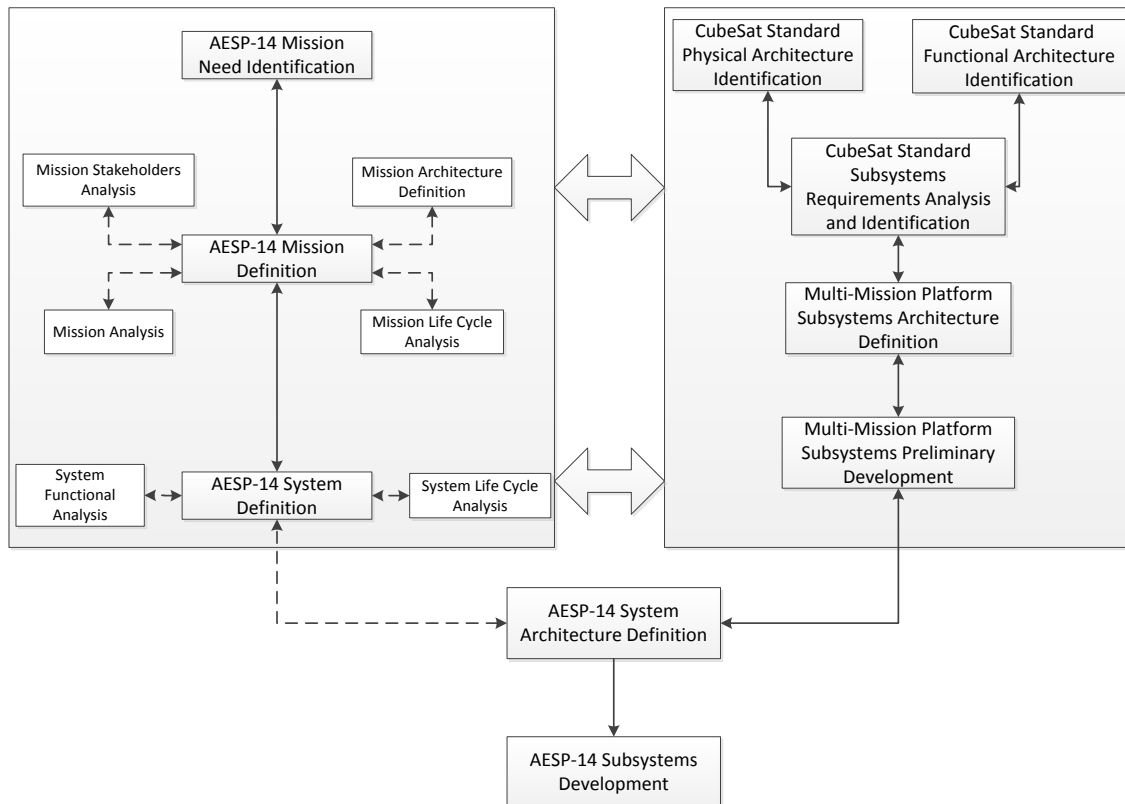 AESP-14 Mission
Need Identification
Mission Stakeholders
Analysis
Mission Architecture
Definition
AESP-14 Mission
Definition
Mission Analysis
Mission Life Cycle
Analysis
System
Functional
Analysis
AESP-14 System
Definition
System Life Cycle
Analysis
CubeSat Standard
Physical Architecture
Identification
CubeSat Standard
Functional Architecture
Identification
CubeSat Standard
Subsystems
Requirements Analysis
and Identification
Multi-Mission Platform
Subsystems Architecture
Definition
Multi-Mission Platform
Subsystems Preliminary
Development
AESP-14 System
Architecture Definition
AESP-14 Subsystems
Development